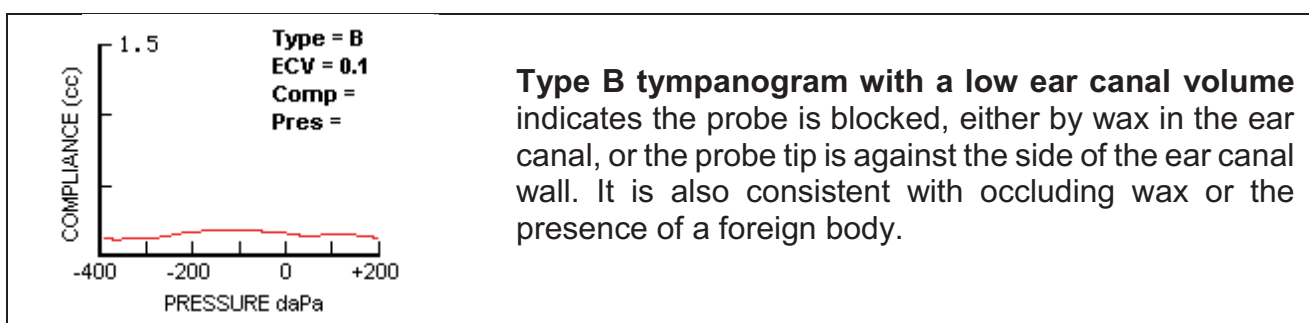 1.5
Type = B
ECV = 0.1
Comp =
Pres =
COMPLIANCE (cc)
-400 -200 0 +200
PRESSURE daPa
Type B tympanogram with a low ear canal volume
indicates the probe is blocked, either by wax in the ear
canal, or the probe tip is against the side of the ear canal
wall. It is also consistent with occluding wax or the
presence of a foreign body.